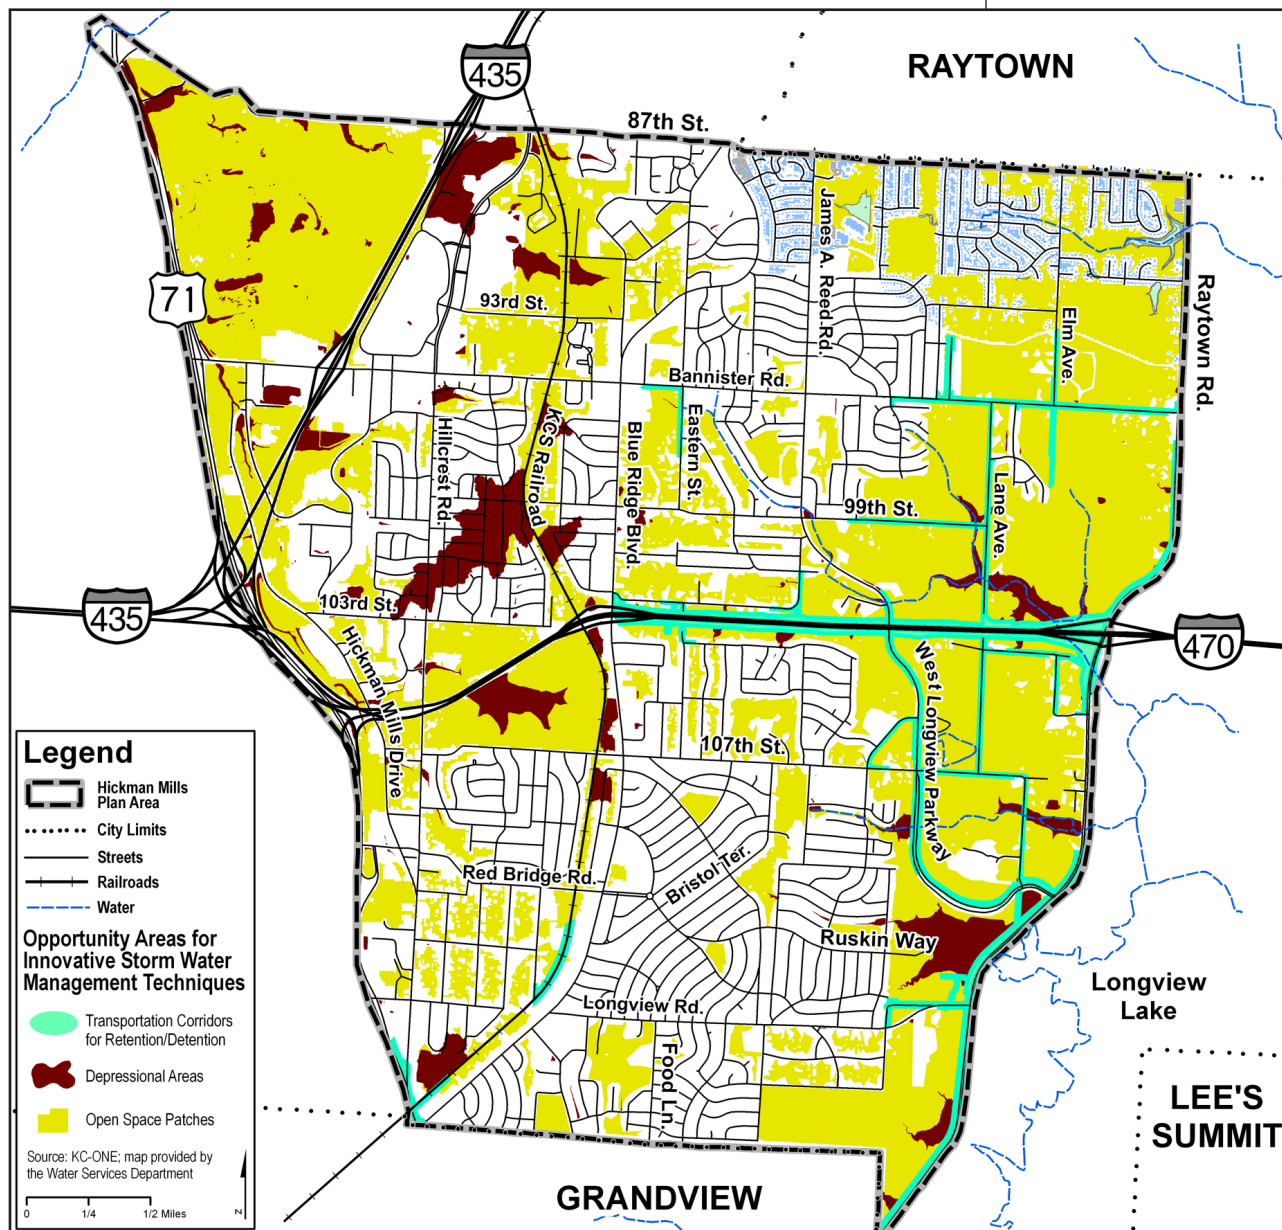 RAYTOWN
435
87th St.
James A. Reed Rd.
71
93rd St.
Elm Ave.
Raytown Rd.
Bannister Rd.
Hillcrest Rd.
KCS Railroad
Blue Ridge Blvd.
Eastern St.
Lane Ave.
99th St.
435
103rd St.
Hickman Mills Drive
470
West Longview Parkway
107th St.
Red Bridge Rd.
Bristol Ter.
Ruskin Way
Longview Rd.
Food Ln.
Longview
Lake
LEE'S
SUMMIT
GRANDVIEW
Legend
Hickman Mills
Plan Area
City Limits
Streets
Railroads
Water
Opportunity Areas for
Innovative Storm Water
Management Techniques
Transportation Corridors
for Retention/Detention
Depressional Areas
Open Space Patches
Source: KC-ONE; map provided by
the Water Services Department
0 1/4 1/2 Miles
N